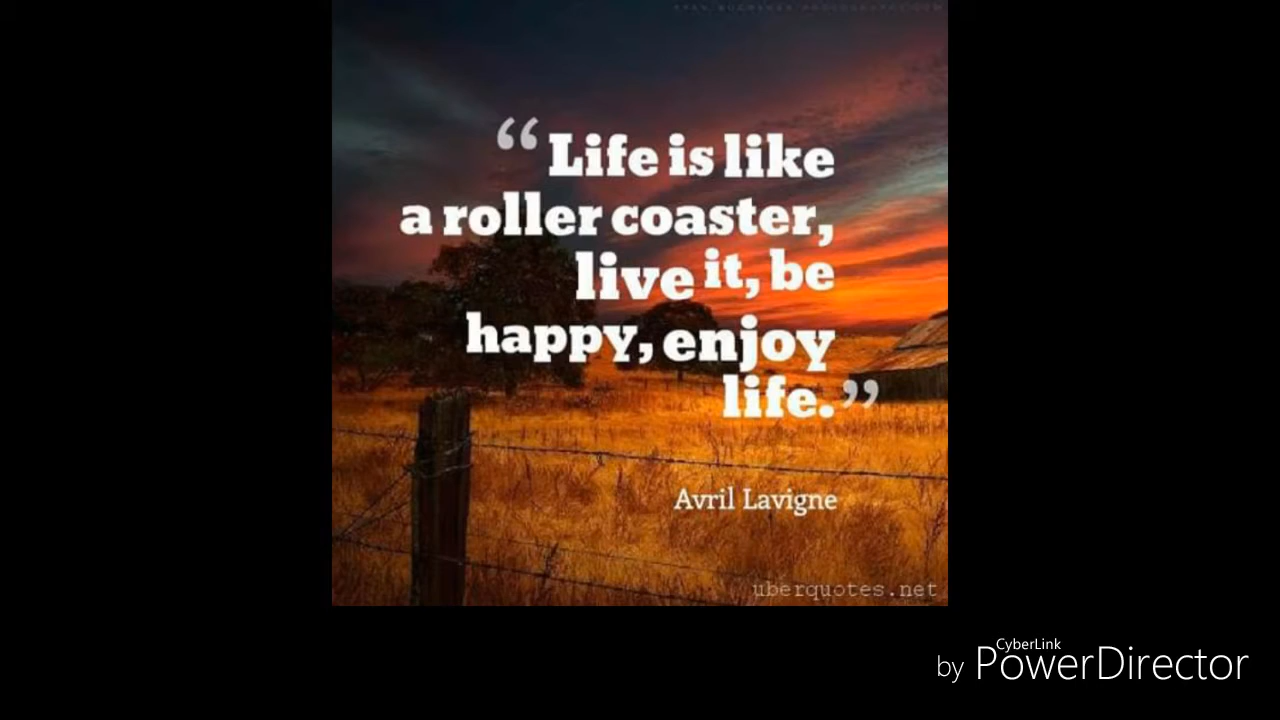 “Life is like
a roller coaster,
live it, be
happy, enjoy
life.”
Avril Lavigne
uberquotes.net
CyberLink
by PowerDirector